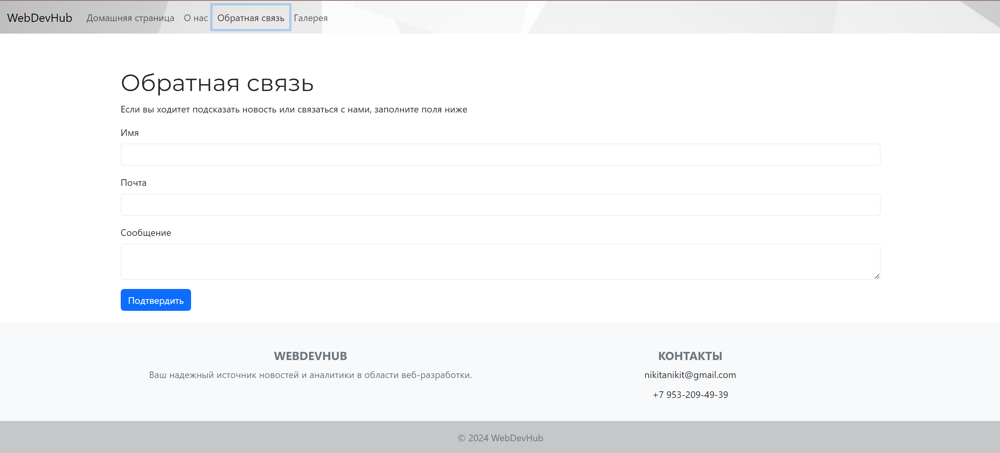 WebDevHub Домашняя страница О нас Обратная связь Галерея
Обратная связь
Если вы ходитет подсказать новость или связаться с нами, заполните поля ниже
Имя
Почта
Сообщение
Подтвердить
WEBDEVHUB
Ваш надежный источник новостей и аналитики в области веб-разработки.
КОНТАКТЫ
nikitanikit@gmail.com
+7 953-209-49-39
© 2024 WebDevHub